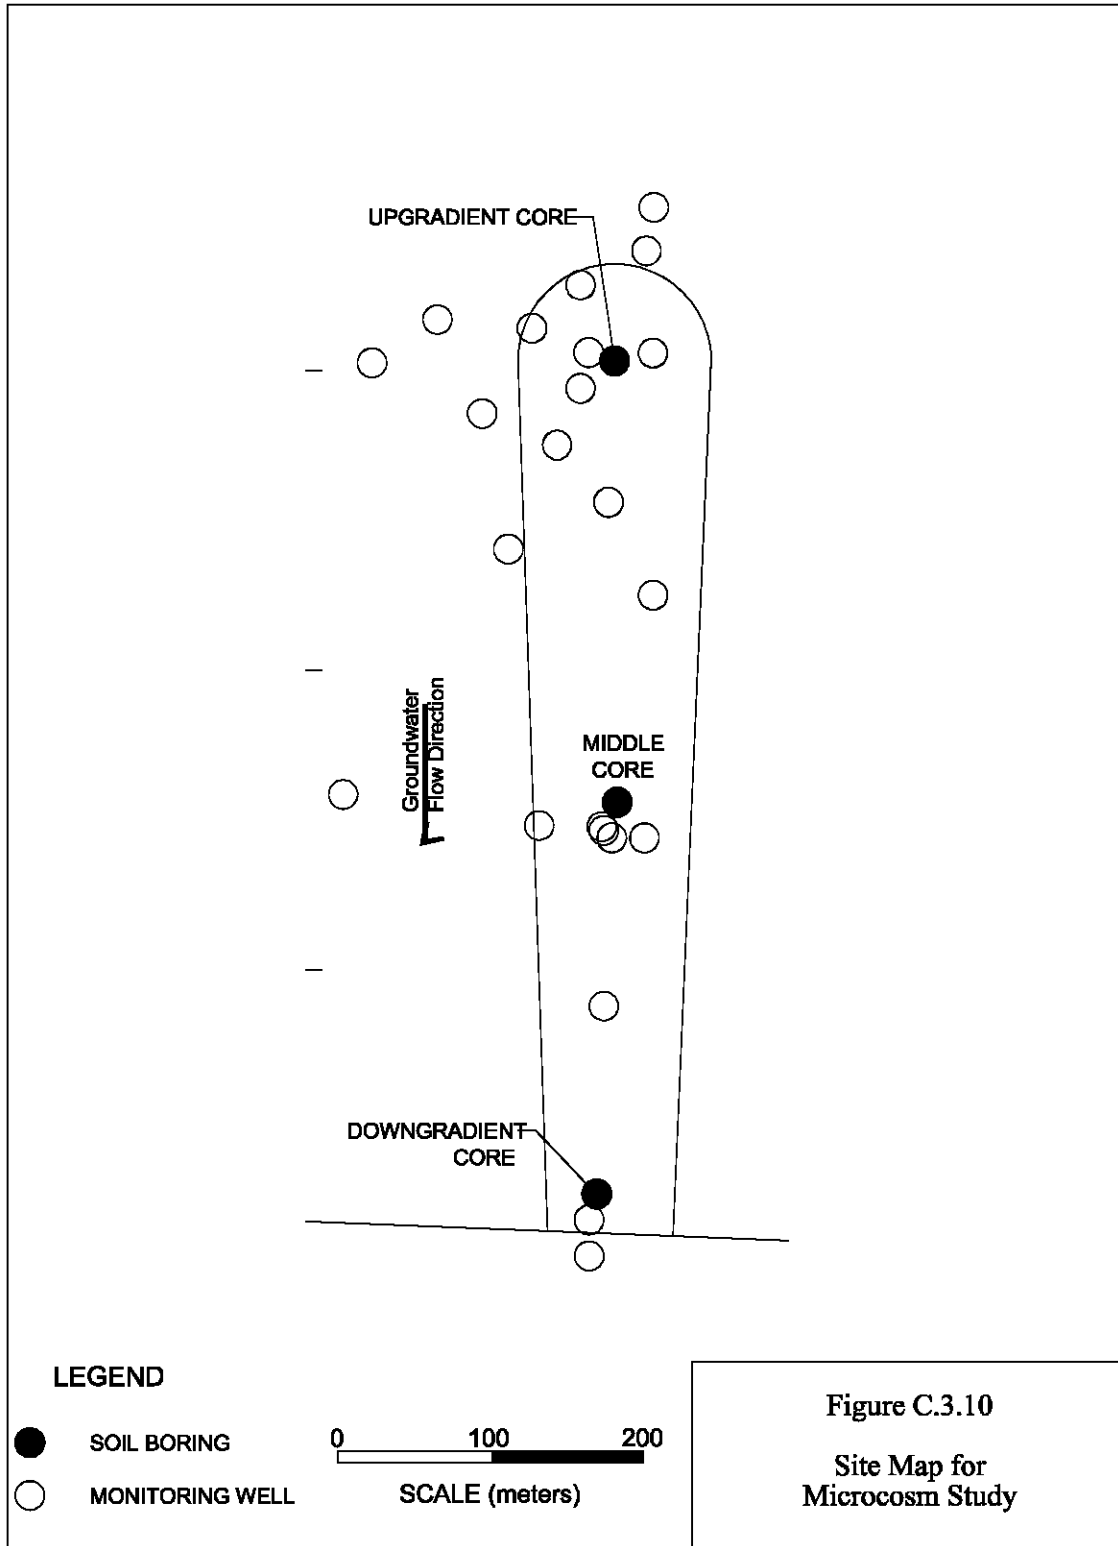 UPGRADIENT CORE
Groundwater
Flow Direction
MIDDLE
CORE
DOWNGRADIENT
CORE
LEGEND
SOIL BORING
MONITORING WELL
0 100 200
SCALE (meters)
Figure C.3.10
Site Map for
Microcosm Study